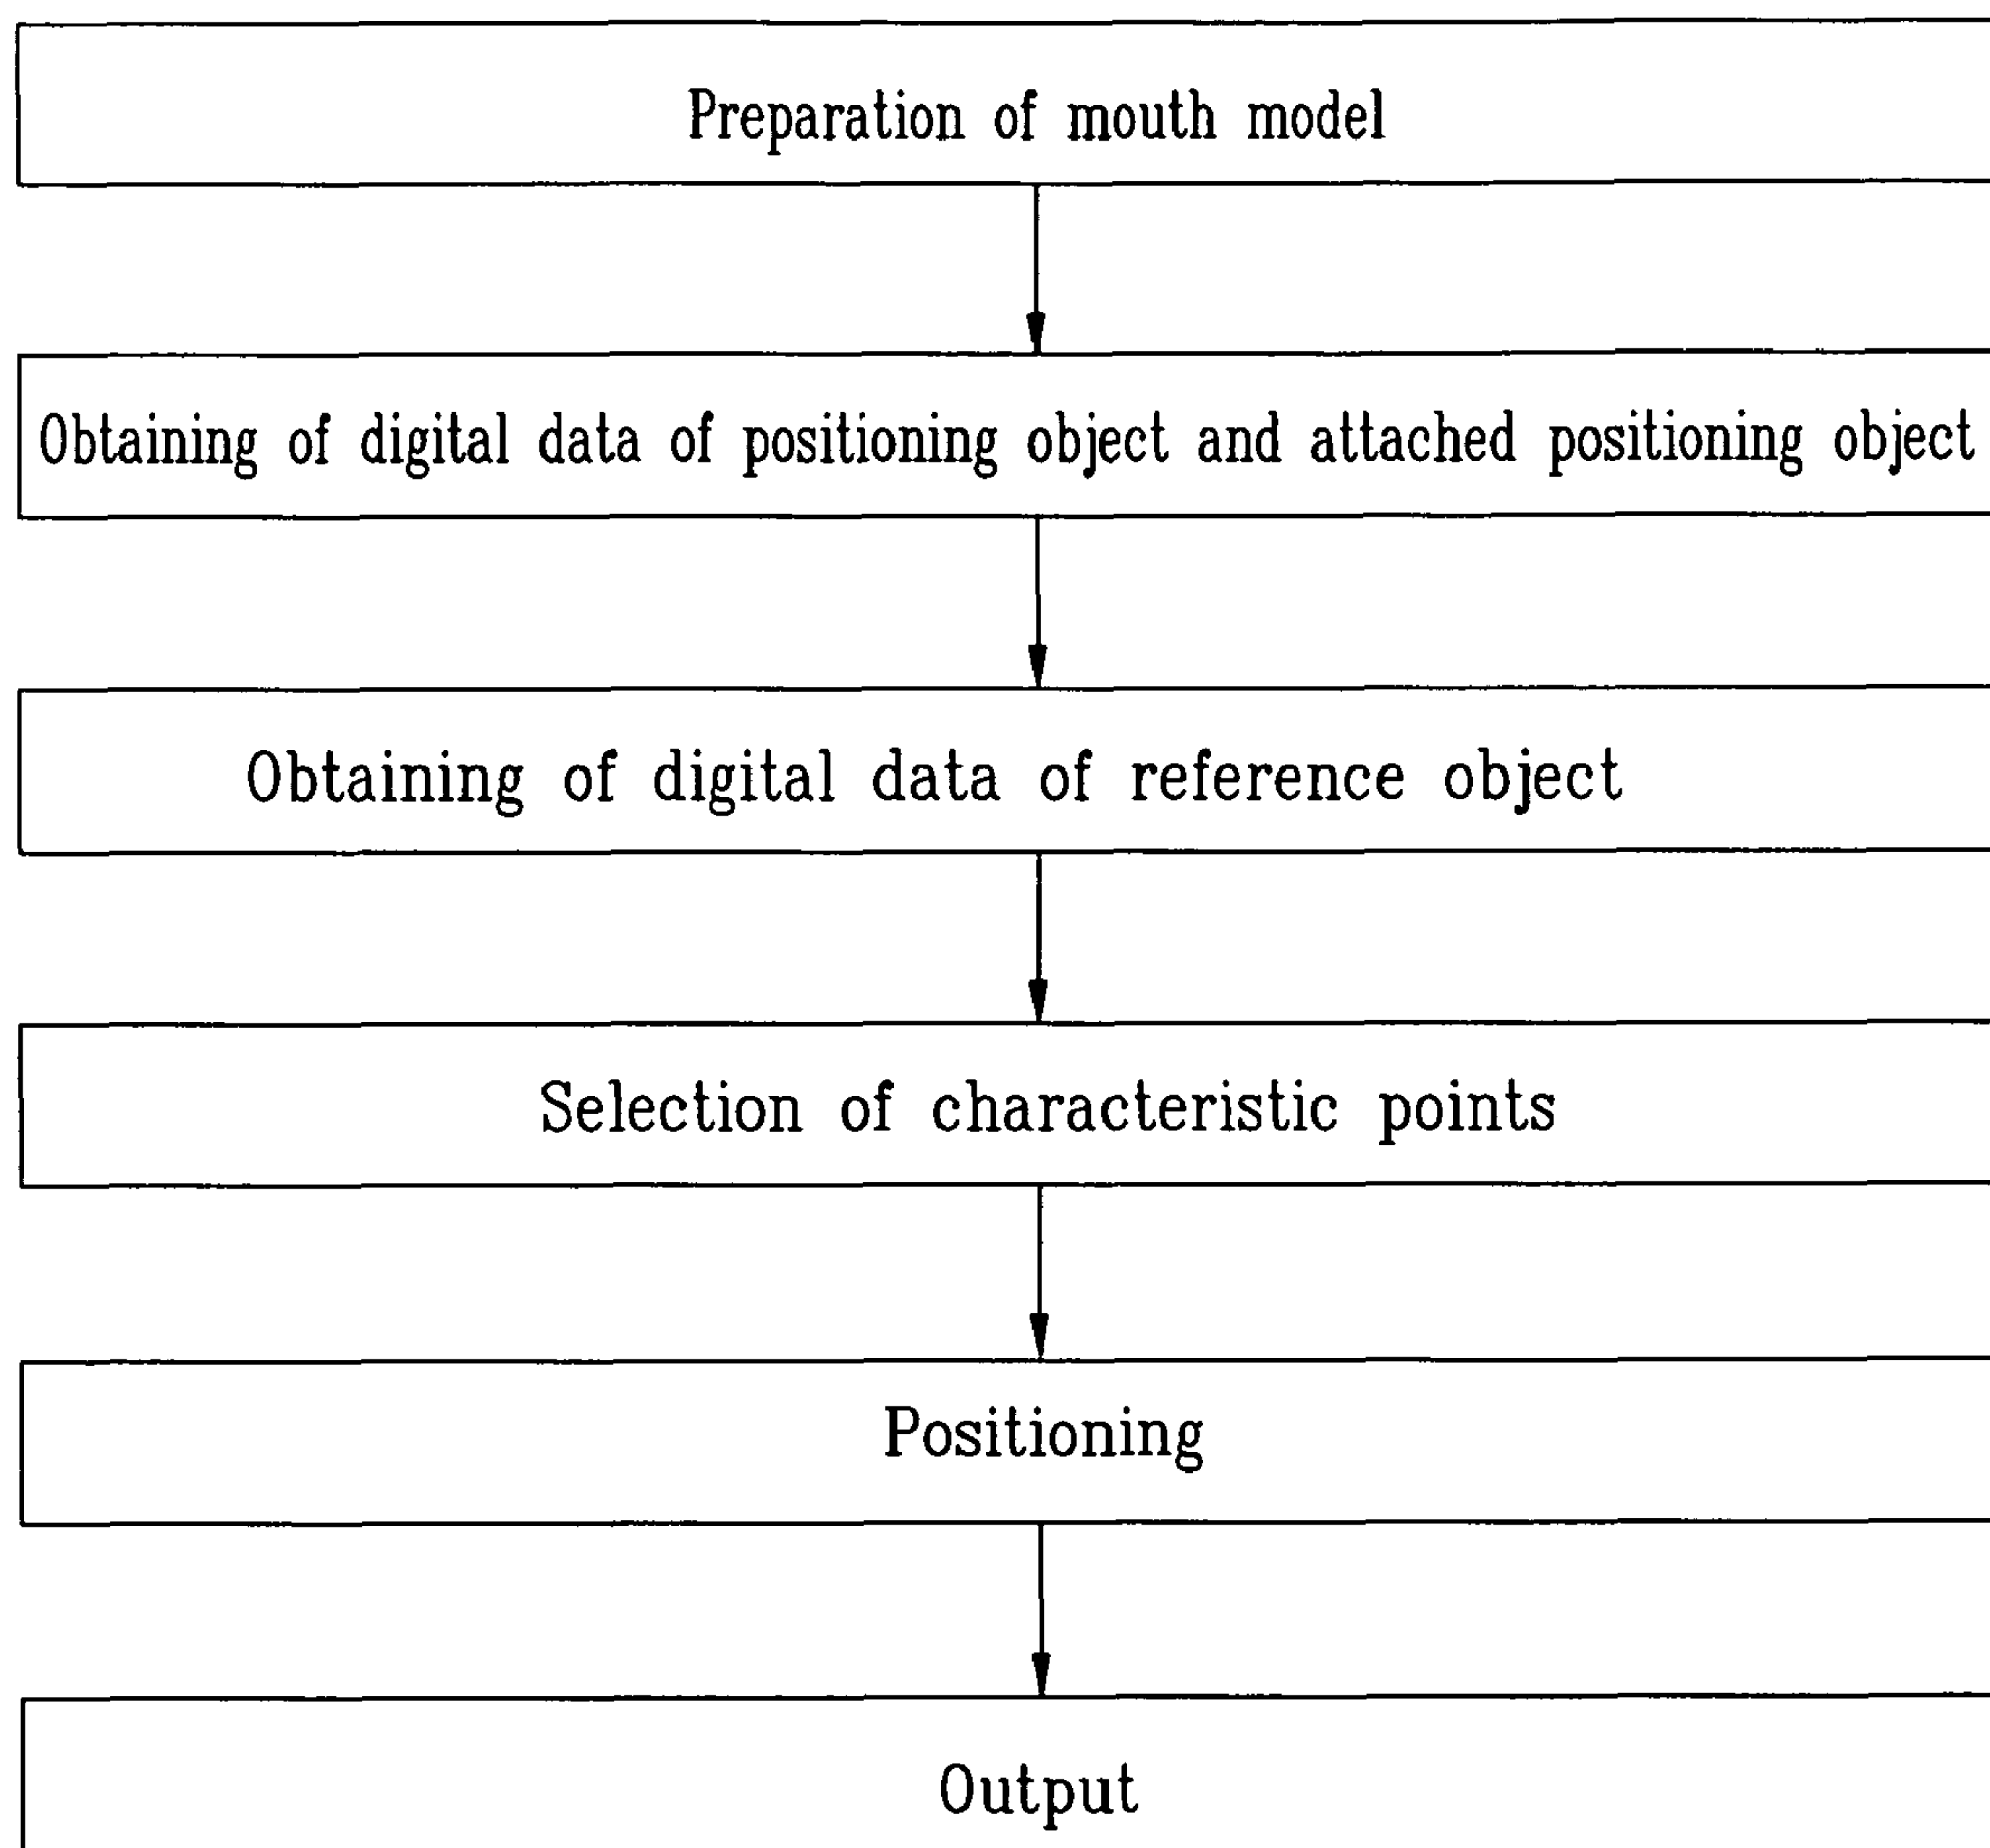 Preparation of mouth model
Obtaining of digital data of positioning object and attached positioning object
Obtaining of digital data of reference object
Selection of characteristic points
Positioning
Output